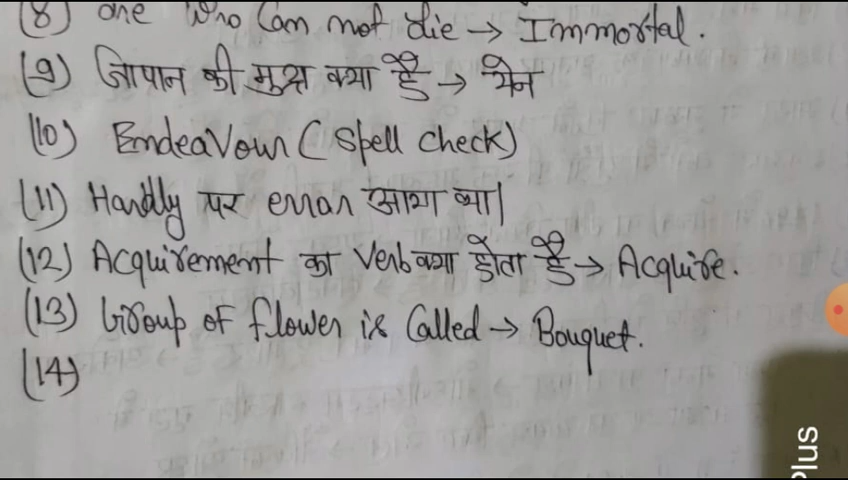 (8) one who can not die → Immortal.
(9) जापान की मुद्रा क्या है → येन
(10) Endeavour (Spell check)
(11) Hardly पर error आया था।
(12) Acquirement का Verb क्या होता है → Acquire.
(13) Group of flower is Called → Bouquet.
(14)
Plus